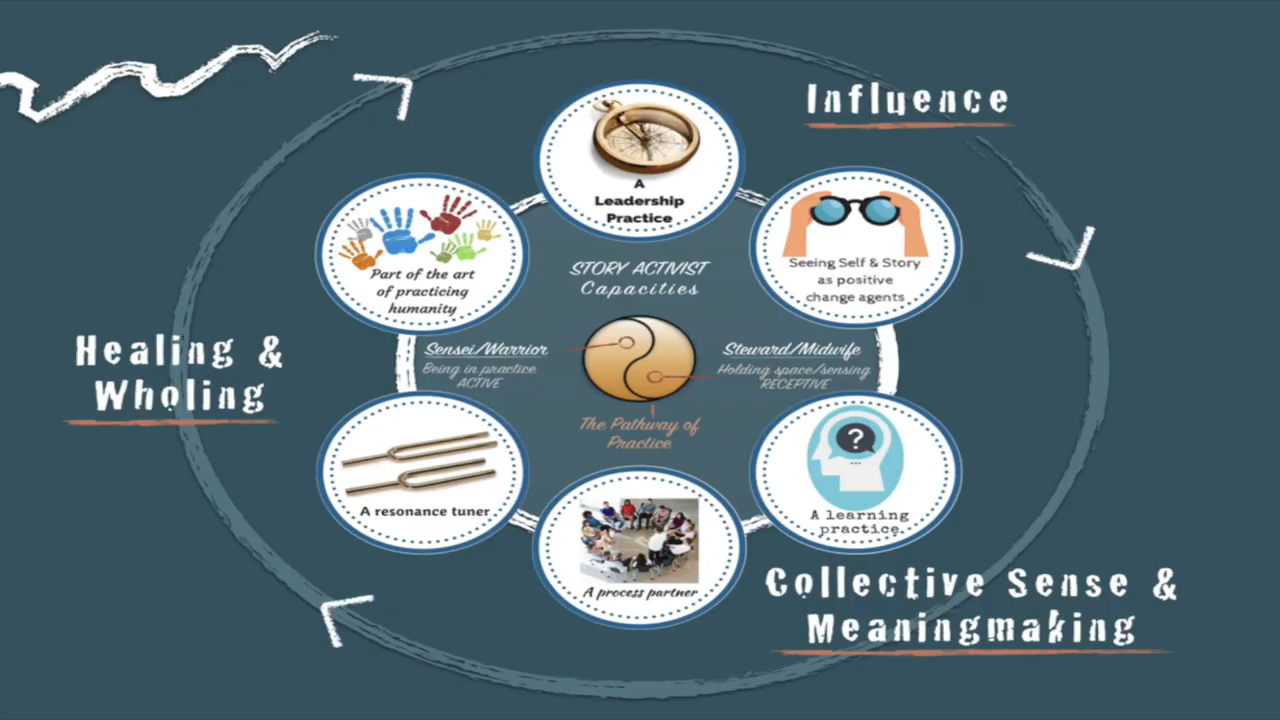 Influence
A
Leadership
Practice
Part of the art
of practicing
humanity
Seeing Self & Story
as positive
change agents
STORY ACTIVIST
Capacities
Healing &
Wholing
Sensei/Warrior
Being in practice
ACTIVE
Steward/Midwife
Holding space/sensing
RECEPTIVE
The Pathway of
Practice
A resonance tuner
?
A learning
practice
A process partner
Collective Sense &
Meaningmaking